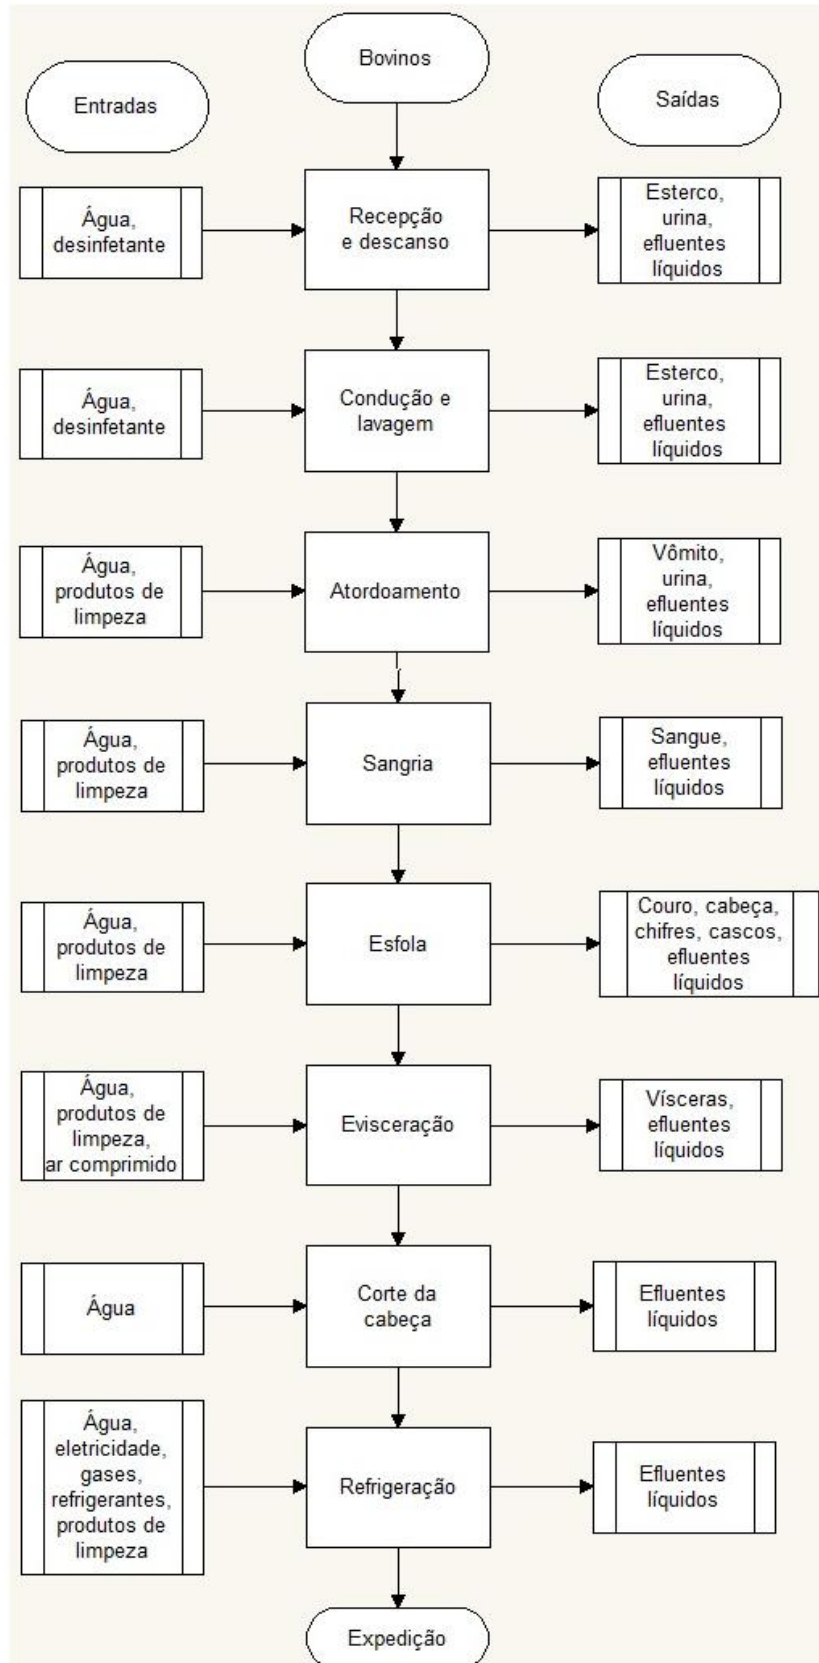 Bovinos
Entradas
Saídas
Água,
desinfetante
Recepção
e descanso
Esterco,
urina,
efluentes
líquidos
Água,
desinfetante
Condução e
lavagem
Esterco,
urina,
efluentes
líquidos
Água,
produtos de
limpeza
Atordoamento
Vômito,
urina,
efluentes
líquidos
Água,
produtos de
limpeza
Sangria
Sangue,
efluentes
líquidos
Água,
produtos de
limpeza
Esfola
Couro, cabeça,
chifres, cascos,
efluentes
líquidos
Água,
produtos de
limpeza,
ar comprimido
Evisceração
Vísceras,
efluentes
líquidos
Água
Corte da
cabeça
Efluentes
líquidos
Água,
eletricidade,
gases,
refrigerantes,
produtos de
limpeza
Refrigeração
Efluentes
líquidos
Expedição